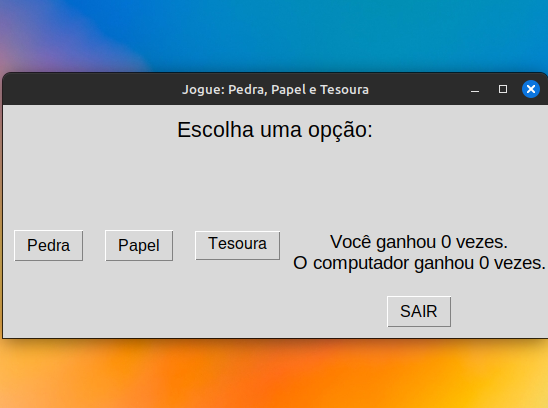 Jogue: Pedra, Papel e Tesoura
Escolha uma opção:
Pedra
Papel
Tesoura
Você ganhou 0 vezes.
O computador ganhou 0 vezes.
SAIR